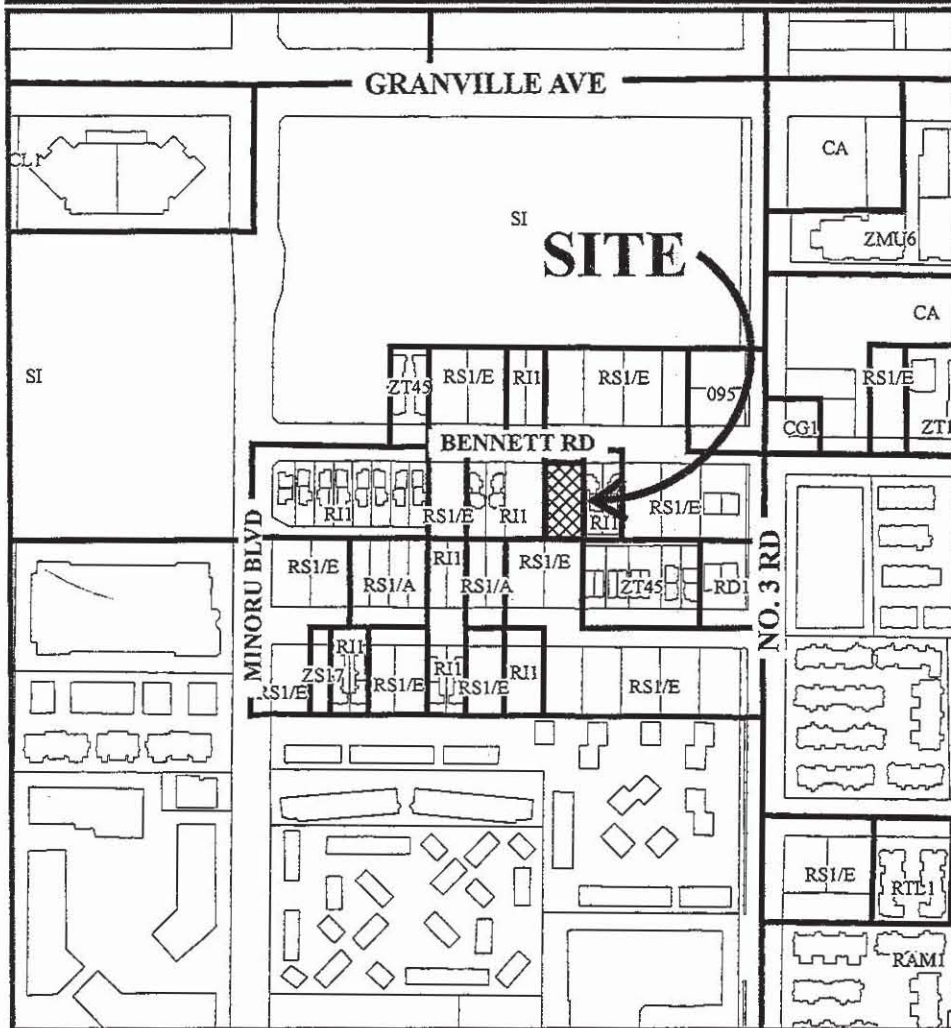 GRANVILLE AVE
CA
SI
ZMU6
SITE
CA
SI
ZT45
RS1/E
RI1
RS1/E
095
RS1/E
CG1
BENNETT RD
RI1
RS1/E
RI1
RI1
RS1/E
MINORU BLVD
NO. 3 RD
RS1/E
RS1/A
RI1
RS1/A
RS1/E
ZT45
RD1
RS1/E
ZS17
RI1
RS1/E
RI1
RS1/E
RI1
RS1/E
RS1/E
RTL1
RAM1